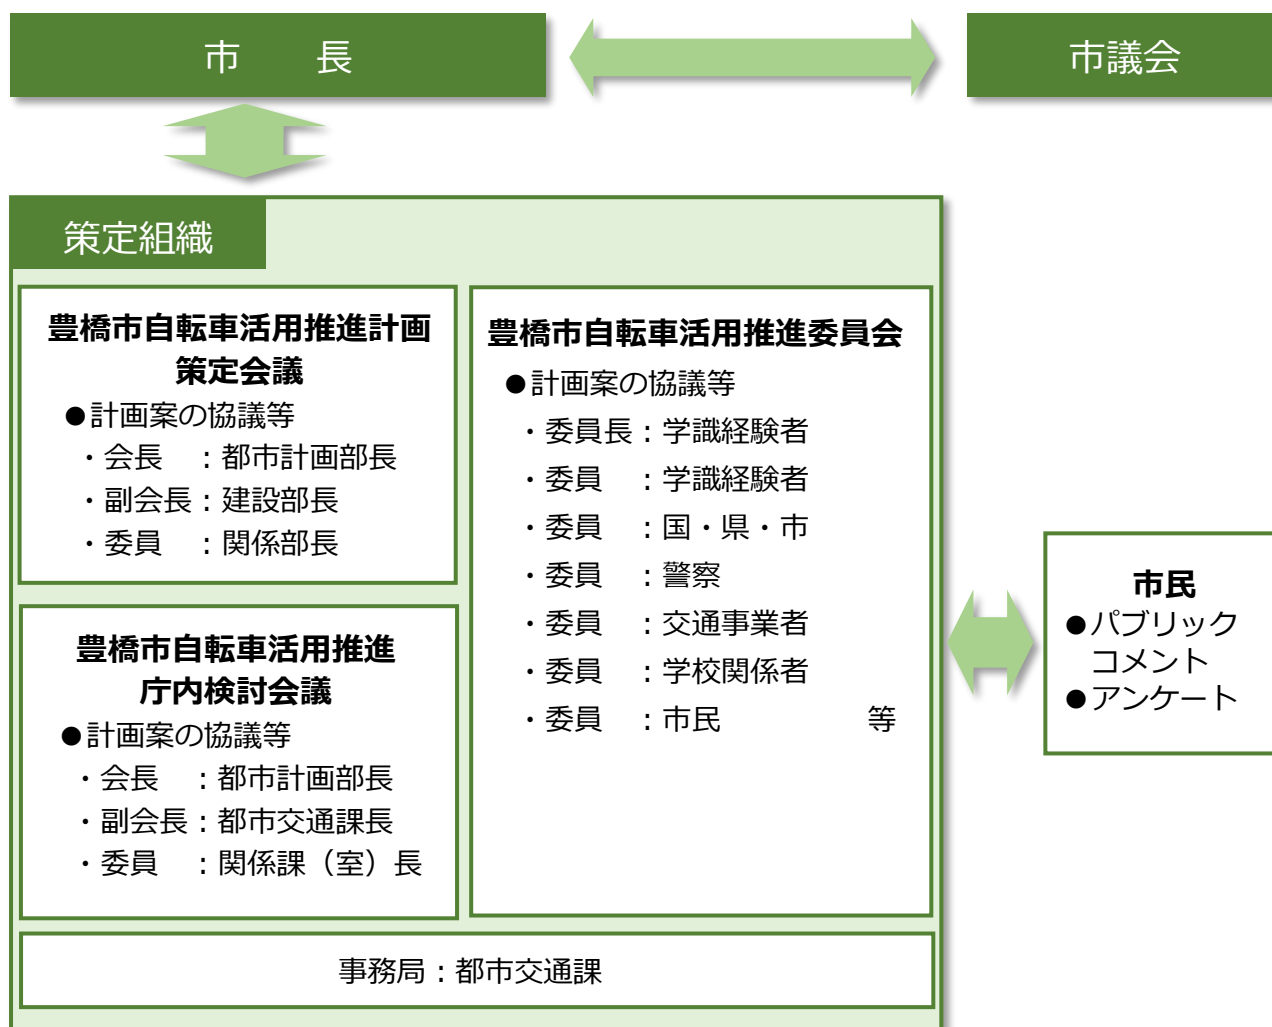 市　　長
市議会
策定組織
豊橋市自転車活用推進計画
策定会議
●計画案の協議等
・会長　：都市計画部長
・副会長：建設部長
・委員　：関係部長
豊橋市自転車活用推進
庁内検討会議
●計画案の協議等
・会長　：都市計画部長
・副会長：都市交通課長
・委員　：関係課（室）長
豊橋市自転車活用推進委員会
●計画案の協議等
・委員長：学識経験者
・委員　：学識経験者
・委員　：国・県・市
・委員　：警察
・委員　：交通事業者
・委員　：学校関係者
・委員　：市民　　　　　等
事務局：都市交通課
市民
●パブリック
コメント
●アンケート